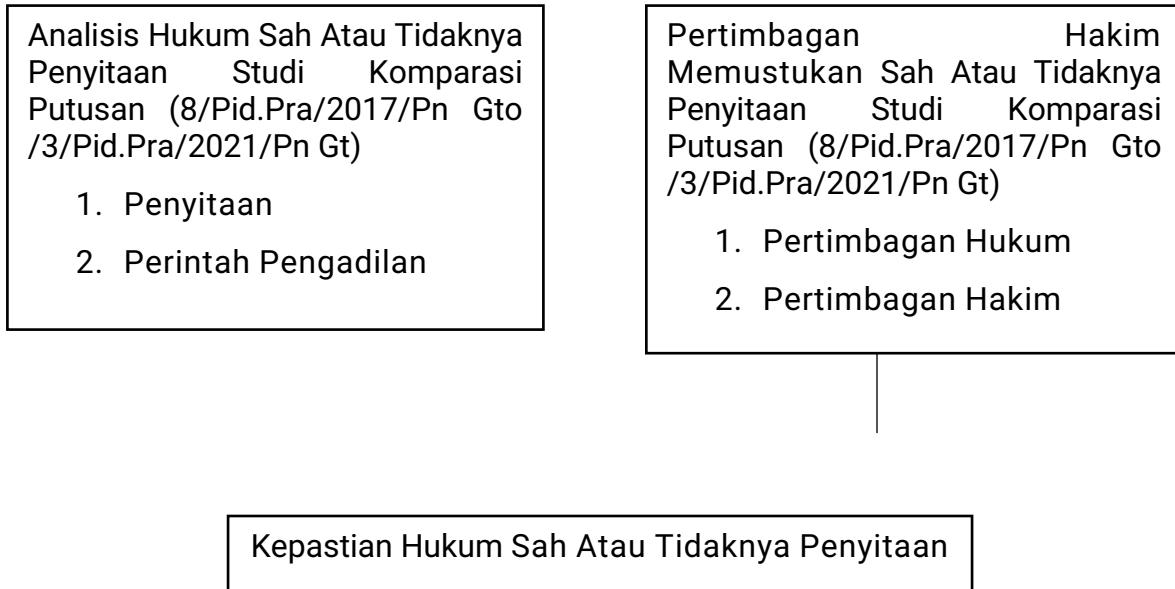 Analisis Hukum Sah Atau Tidaknya
Penyitaan Studi Komparasi
Putusan (8/Pid.Pra/2017/Pn Gto
/3/Pid.Pra/2021/Pn Gt)
1. Penyitaan
2. Perintah Pengadilan
Pertimbagan Hakim
Memustukan Sah Atau Tidaknya
Penyitaan Studi Komparasi
Putusan (8/Pid.Pra/2017/Pn Gto
/3/Pid.Pra/2021/Pn Gt)
1. Pertimbagan Hukum
2. Pertimbagan Hakim
Kepastian Hukum Sah Atau Tidaknya Penyitaan